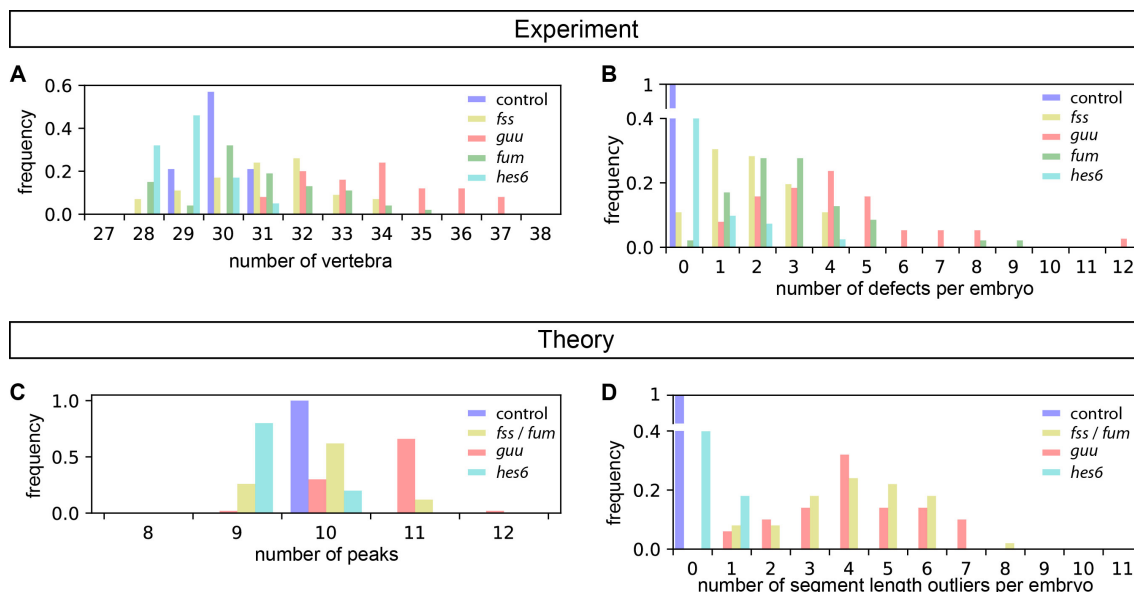 Experiment
A
B
0.6
0.4
0.2
0.0
frequency
control
fss
guu
fum
hes6
27 28 29 30 31 32 33 34 35 36 37 38
number of vertebra
1
0.4
0.2
0.0
frequency
control
fss
guu
fum
hes6
0 1 2 3 4 5 6 7 8 9 10 11 12
number of defects per embryo
Theory
C
D
1.0
0.5
0.0
frequency
control
fss / fum
guu
hes6
8 9 10 11 12
number of peaks
1
0.4
0.2
0.0
frequency
control
fss / fum
guu
hes6
0 1 2 3 4 5 6 7 8 9 10 11
number of segment length outliers per embryo